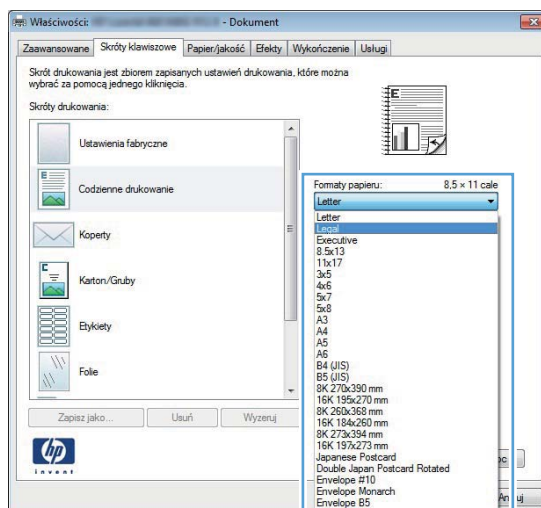 Właściwości: - Dokument
Zaawansowane Skróty klawiszowe Papier/jakość Efekty Wykończenie Usługi
Skrót drukowania jest zbiorem zapisanych ustawień drukowania, które można
wybrać za pomocą jednego kliknięcia.
Skróty drukowania:
Ustawienia fabryczne
Codzienne drukowanie
Koperty
Karton/Gruby
Etykiety
Folie
Zapisz jako... Usuń Wyzeruj
hp
invent
E
E
E
Formaty papieru: 8,5 × 11 cale
Letter
Letter
Legal
Executive
8.5x13
11x17
3x5
4x6
5x7
5x8
A3
A4
A5
A6
B4 (JIS)
B5 (JIS)
8K 270x390 mm
16K 195x270 mm
8K 260x368 mm
16K 184x260 mm
8K 273x394 mm
16K 197x273 mm
Japanese Postcard
Double Japan Postcard Rotated
Envelope #10
Envelope Monarch
Envelope B5